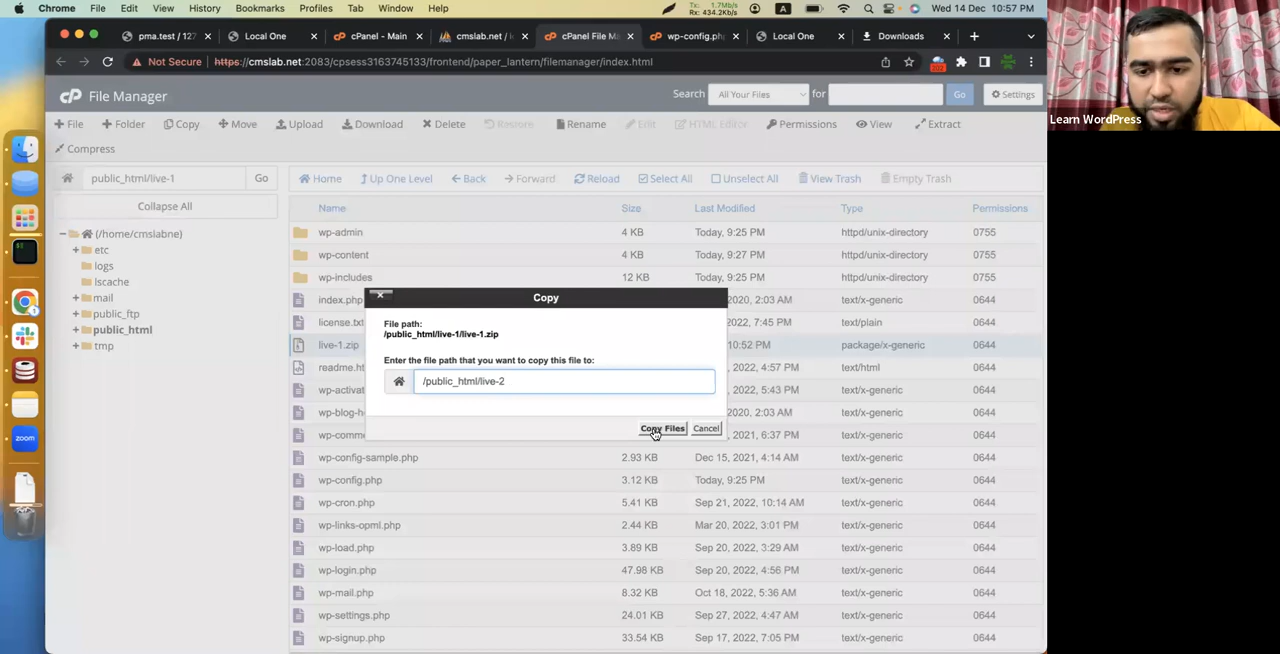 Chrome File Edit View History Bookmarks Profiles Tab Window Help
Tx: 1.7Mb/s
Rx: 434.2Kb/s
A
Wed 14 Dec 10:57 PM
pma.test / 127 Local One cPanel - Main cmslab.net / cPanel File Ma wp-config.ph Local One Downloads
Not Secure https://cmslab.net:2083/cpsess3163745133/frontend/paper_lantern/filemanager/index.html
cP File Manager
Search All Your Files for Go Settings
File Folder Copy Move Upload Download Delete Restore Rename Edit HTML Editor Permissions View Extract
Compress
public_html/live-1 Go
Home Up One Level Back Forward Reload Select All Unselect All View Trash Empty Trash
Collapse All
(/home/cmslabne)
etc
logs
lscache
mail
public_ftp
public_html
tmp
Name Size Last Modified Type Permissions
wp-admin 4 KB Today, 9:25 PM httpd/unix-directory 0755
wp-content 4 KB Today, 9:27 PM httpd/unix-directory 0755
wp-includes 12 KB Today, 9:25 PM httpd/unix-directory 0755
index.php 2020, 2:03 AM text/x-generic 0644
license.txt 2022, 7:45 PM text/plain 0644
live-1.zip 10:52 PM package/x-generic 0644
readme.ht 2022, 4:57 PM text/html 0644
wp-activat 2022, 5:43 PM text/x-generic 0644
wp-blog-h 2020, 2:03 AM text/x-generic 0644
wp-comme 2021, 6:37 PM text/x-generic 0644
wp-config-sample.php 2.93 KB Dec 15, 2021, 4:14 AM text/x-generic 0644
wp-config.php 3.12 KB Today, 9:25 PM text/x-generic 0644
wp-cron.php 5.41 KB Sep 21, 2022, 10:14 AM text/x-generic 0644
wp-links-opml.php 2.44 KB Mar 20, 2022, 3:01 PM text/x-generic 0644
wp-load.php 3.89 KB Sep 20, 2022, 3:29 AM text/x-generic 0644
wp-login.php 47.98 KB Sep 20, 2022, 4:56 PM text/x-generic 0644
wp-mail.php 8.32 KB Oct 18, 2022, 5:36 AM text/x-generic 0644
wp-settings.php 24.01 KB Sep 27, 2022, 4:47 AM text/x-generic 0644
wp-signup.php 33.54 KB Sep 17, 2022, 7:05 PM text/x-generic 0644
Copy
File path:
/public_html/live-1/live-1.zip
Enter the file path that you want to copy this file to:
/public_html/live-2
Copy Files Cancel
zoom
Learn WordPress